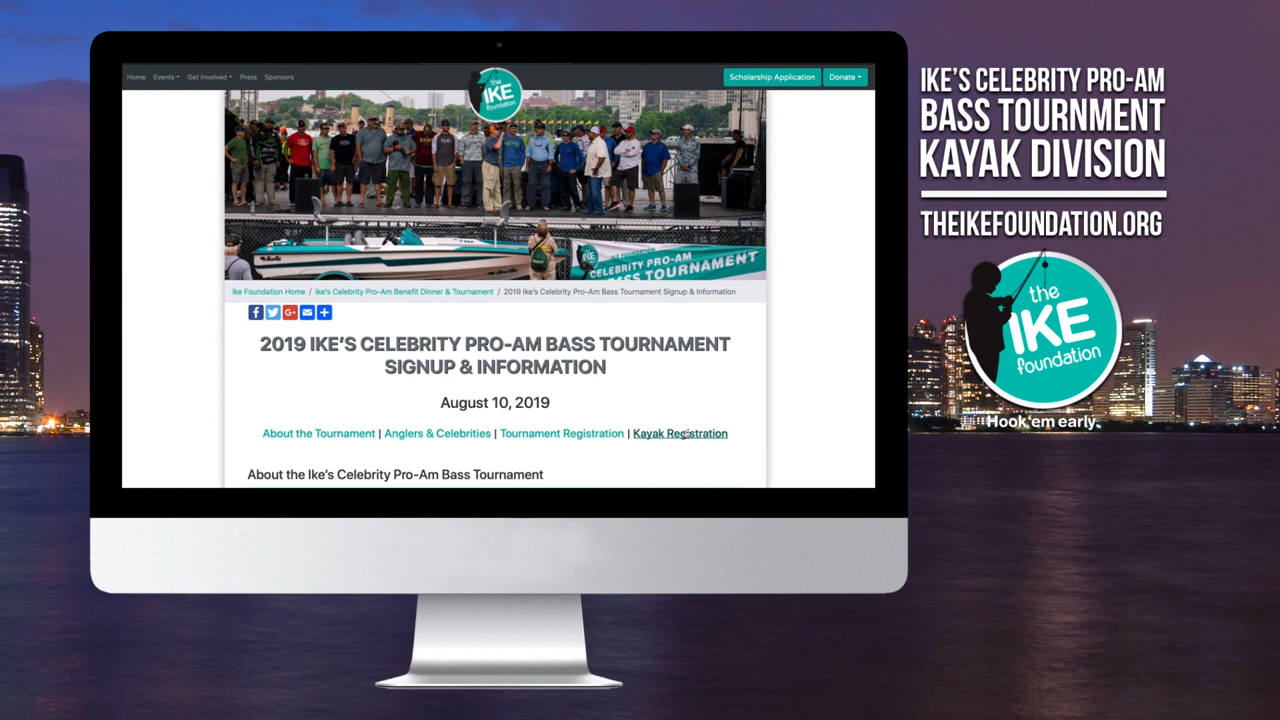 Home Events Get Involved Press Sponsors
the
IKE
foundation
Scholarship Application Donate
CELEBRITY PRO-AM
BASS TOURNAMENT
Ike Foundation Home / Ike's Celebrity Pro-Am Benefit Dinner & Tournament / 2019 Ike's Celebrity Pro-Am Bass Tournament Signup & Information
2019 IKE'S CELEBRITY PRO-AM BASS TOURNAMENT
SIGNUP & INFORMATION
August 10, 2019
About the Tournament | Anglers & Celebrities | Tournament Registration | Kayak Registration
About the Ike's Celebrity Pro-Am Bass Tournament
IKE'S CELEBRITY PRO-AM
BASS TOURNMENT
KAYAK DIVISION
THEIKEFOUNDATION.ORG
the
IKE
foundation
Hook 'em early.